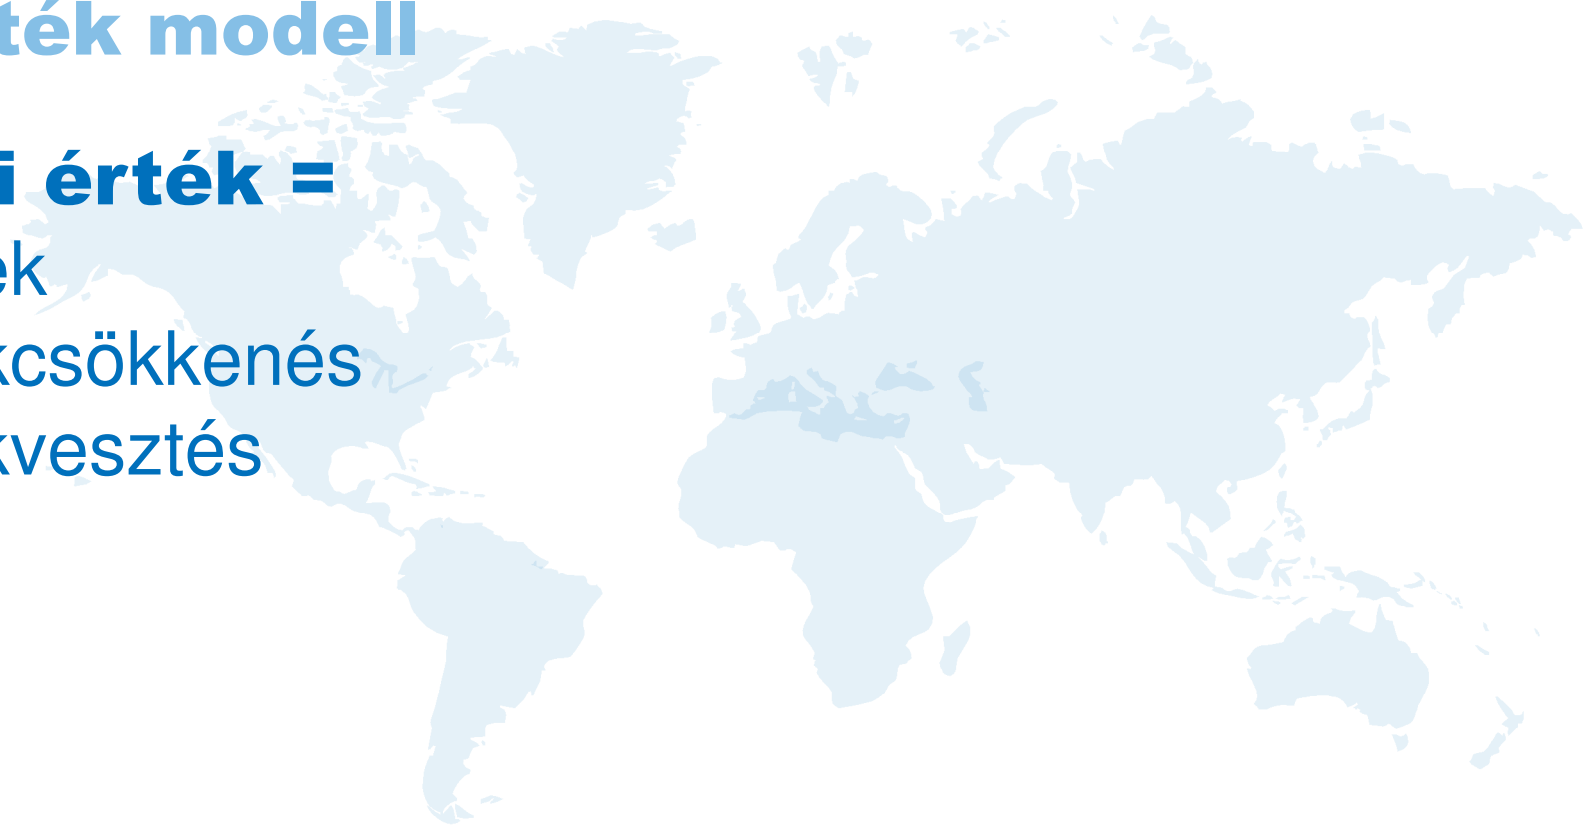 ték modell
i érték =
ek
kcsökkenés
kvesztés